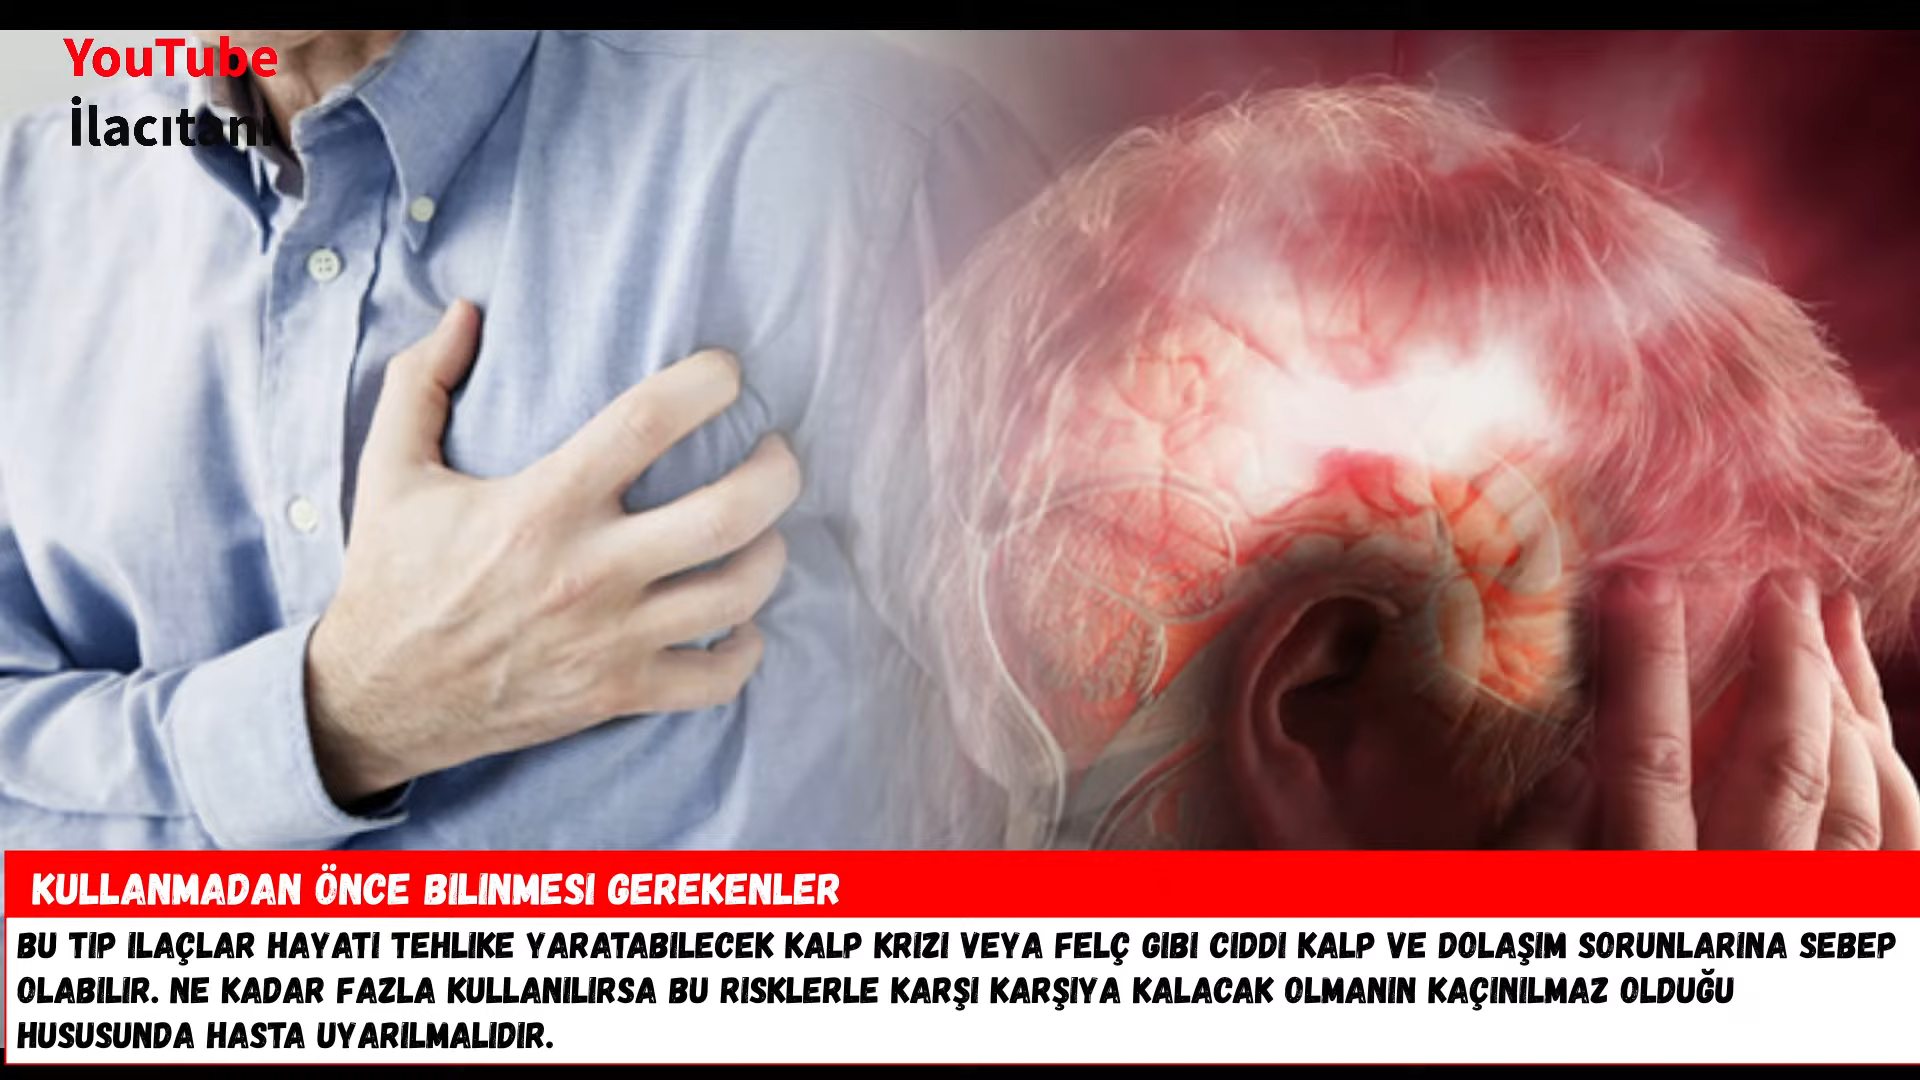 YouTube
İlacıtanı
KULLANMADAN ÖNCE BILINMESI GEREKENLER
BU TIP ILAÇLAR HAYATI TEHLIKE YARATABILECEK KALP KRIZI VEYA FELÇ GIBI CIDDI KALP VE DOLAŞIM SORUNLARINA SEBEP
OLABILIR. NE KADAR FAZLA KULLANILIRSA BU RISKLERLE KARŞI KARŞIYA KALACAK OLMANIN KAÇINILMAZ OLDUĞU
HUSUSUNDA HASTA UYARILMALIDIR.